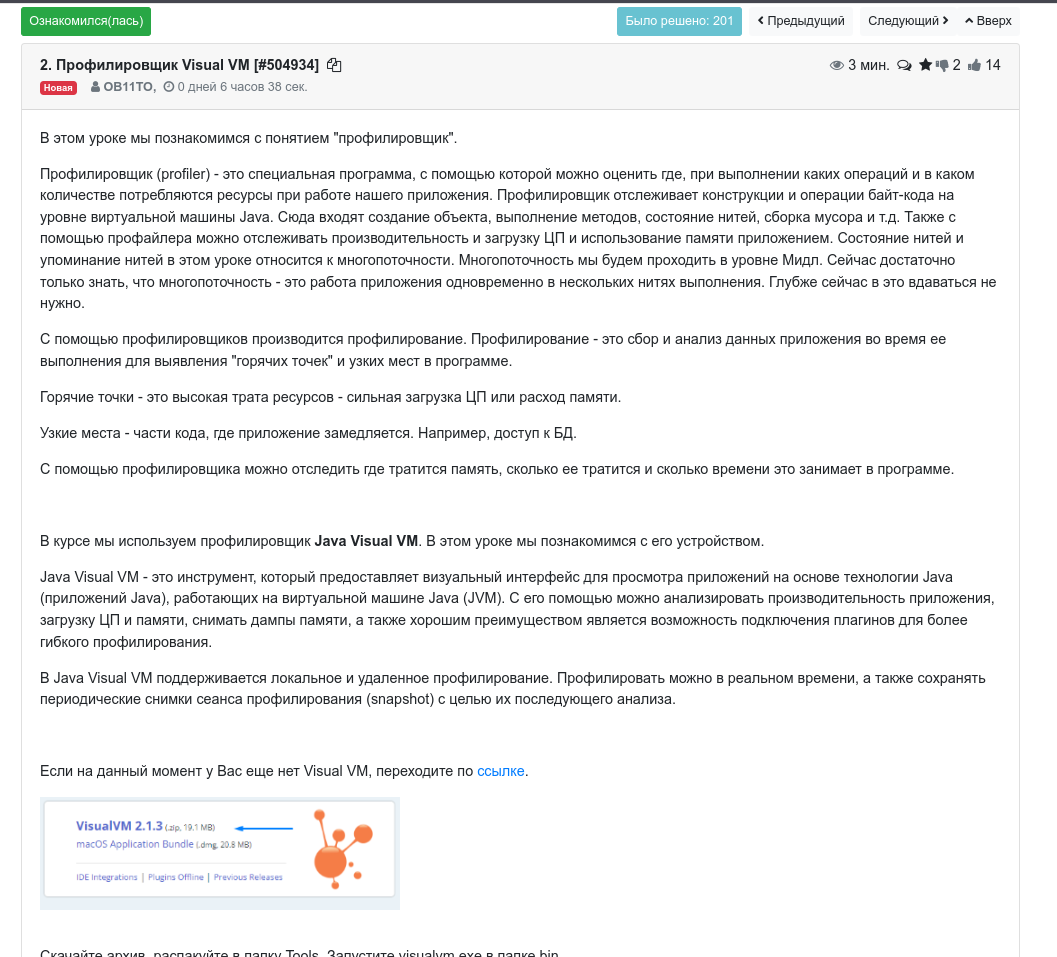 Ознакомился(лась)
Было решено: 201
Предыдущий
Следующий
Вверх
2. Профилировщик Visual VM [#504934]
3 мин. 2 14
Новая OB11TO, 0 дней 6 часов 38 сек.
В этом уроке мы познакомимся с понятием "профилировщик".
Профилировщик (profiler) - это специальная программа, с помощью которой можно оценить где, при выполнении каких операций и в каком
количестве потребляются ресурсы при работе нашего приложения. Профилировщик отслеживает конструкции и операции байт-кода на
уровне виртуальной машины Java. Сюда входят создание объекта, выполнение методов, состояние нитей, сборка мусора и т.д. Также с
помощью профайлера можно отслеживать производительность и загрузку ЦП и использование памяти приложением. Состояние нитей и
упоминание нитей в этом уроке относится к многопоточности. Многопоточность мы будем проходить в уровне Мидл. Сейчас достаточно
только знать, что многопоточность - это работа приложения одновременно в нескольких нитях выполнения. Глубже сейчас в это вдаваться не
нужно.
С помощью профилировщиков производится профилирование. Профилирование - это сбор и анализ данных приложения во время ее
выполнения для выявления "горячих точек" и узких мест в программе.
Горячие точки - это высокая трата ресурсов - сильная загрузка ЦП или расход памяти.
Узкие места - части кода, где приложение замедляется. Например, доступ к БД.
С помощью профилировщика можно отследить где тратится память, сколько ее тратится и сколько времени это занимает в программе.
В курсе мы используем профилировщик Java Visual VM. В этом уроке мы познакомимся с его устройством.
Java Visual VM - это инструмент, который предоставляет визуальный интерфейс для просмотра приложений на основе технологии Java
(приложений Java), работающих на виртуальной машине Java (JVM). С его помощью можно анализировать производительность приложения,
загрузку ЦП и памяти, снимать дампы памяти, а также хорошим преимуществом является возможность подключения плагинов для более
гибкого профилирования.
В Java Visual VM поддерживается локальное и удаленное профилирование. Профилировать можно в реальном времени, а также сохранять
периодические снимки сеанса профилирования (snapshot) с целью их последующего анализа.
Если на данный момент у Вас еще нет Visual VM, переходите по ссылке.
VisualVM 2.1.3 (.zip, 19.1 MB)
macOS Application Bundle (.dmg, 20.8 MB)
IDE Integrations | Plugins Offline | Previous Releases
Скачайте архив, распакуйте в папку Tools. Запустите visualvm.exe в папке bin